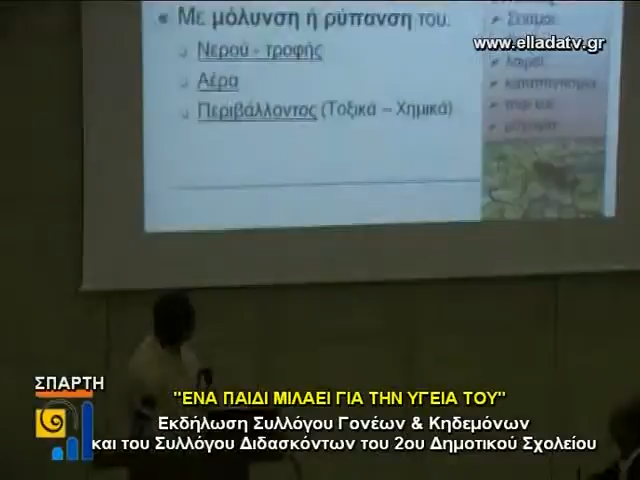 Με μόλυνση ή ρύπανση του:
Νερού - τροφής
Αέρα
Περιβάλλοντος (Τοξικά – Χημικά)
www.elladatv.gr
Σεισμοί
ΣΠΑΡΤΗ
"ΕΝΑ ΠΑΙΔΙ ΜΙΛΑΕΙ ΓΙΑ ΤΗΝ ΥΓΕΙΑ ΤΟΥ"
Εκδήλωση Συλλόγου Γονέων & Κηδεμόνων
και του Συλλόγου Διδασκόντων του 2ου Δημοτικού Σχολείου